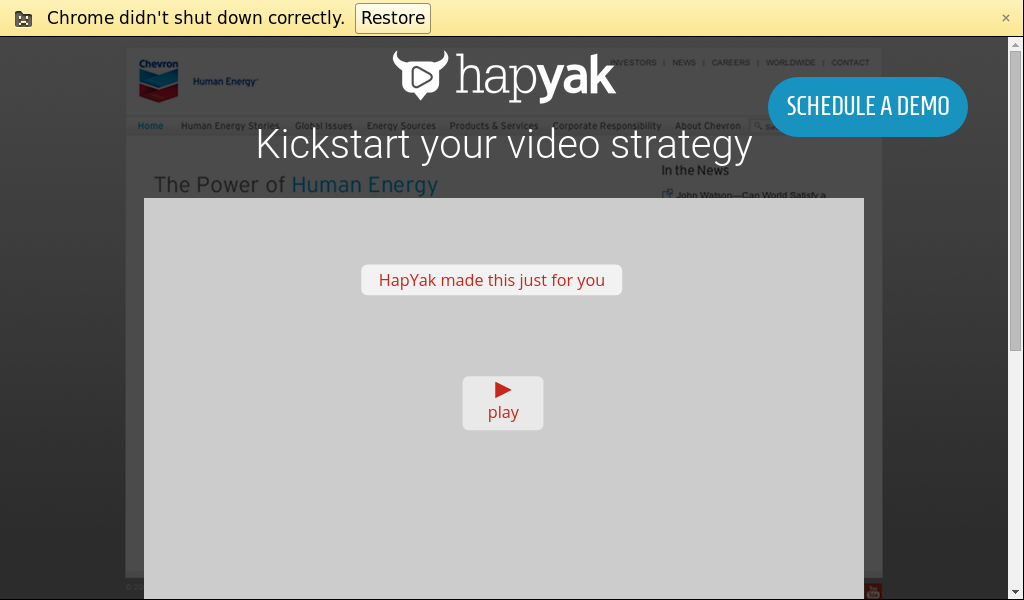 Chrome didn't shut down correctly. Restore ×
hapyak
INVESTORS | NEWS | CAREERS | WORLDWIDE | CONTACT
Chevron
Human Energy
SCHEDULE A DEMO
Home Human Energy Stories Global Issues Energy Sources Products & Services Corporate Responsibility About Chevron
Kickstart your video strategy
In the News
The Power of Human Energy
John Watson—Can World Satisfy a
HapYak made this just for you
play